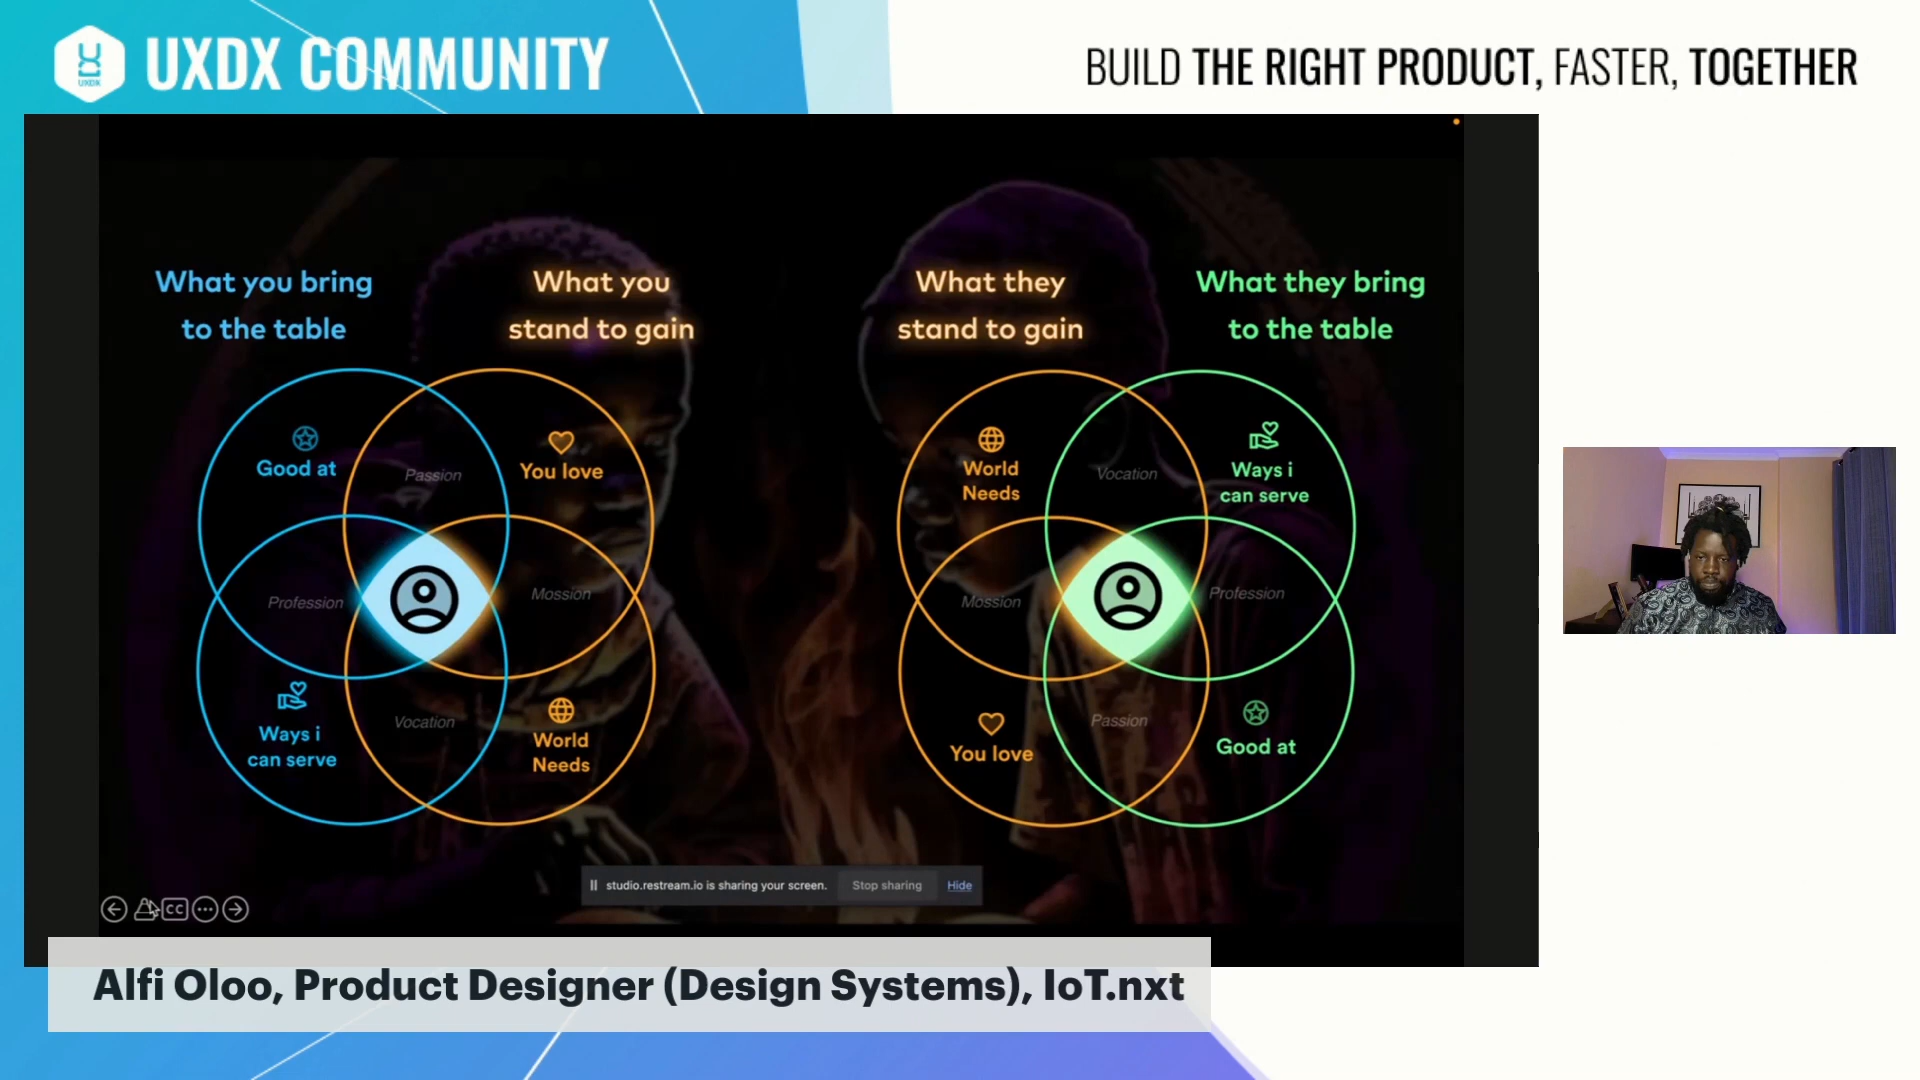 UXDX
UXDX COMMUNITY
BUILD THE RIGHT PRODUCT, FASTER, TOGETHER
What you bring
to the table
What you
stand to gain
What they
stand to gain
What they bring
to the table
Good at
Passion
You love
Profession
Mossion
Ways i
can serve
Vocation
World
Needs
World
Needs
Vocation
Ways i
can serve
Mossion
Profession
You love
Passion
Good at
studio.restream.io is sharing your screen.
Stop sharing
Hide
CC
Alfi Oloo, Product Designer (Design Systems), IoT.nxt